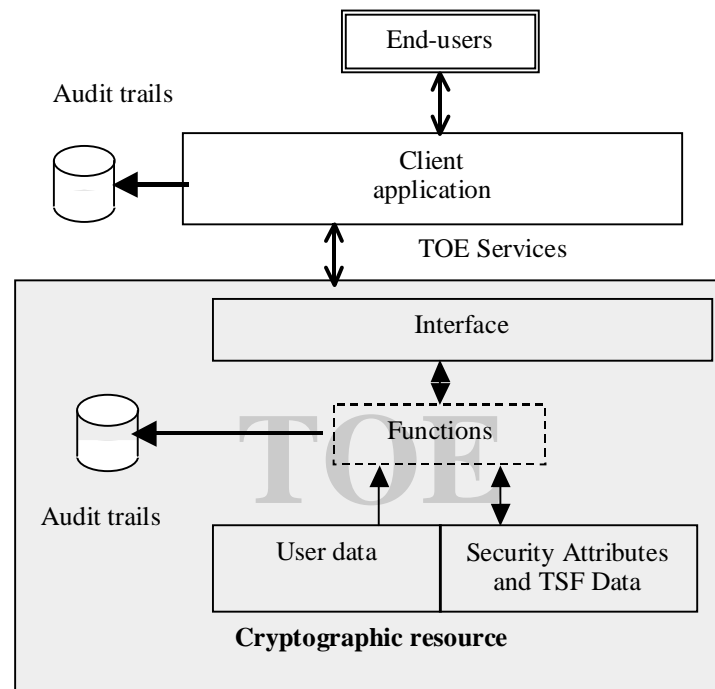 End-users
Audit trails
Client
application
TOE Services
Interface
TOE
Functions
Audit trails
User data
Security Attributes
and TSF Data
Cryptographic resource